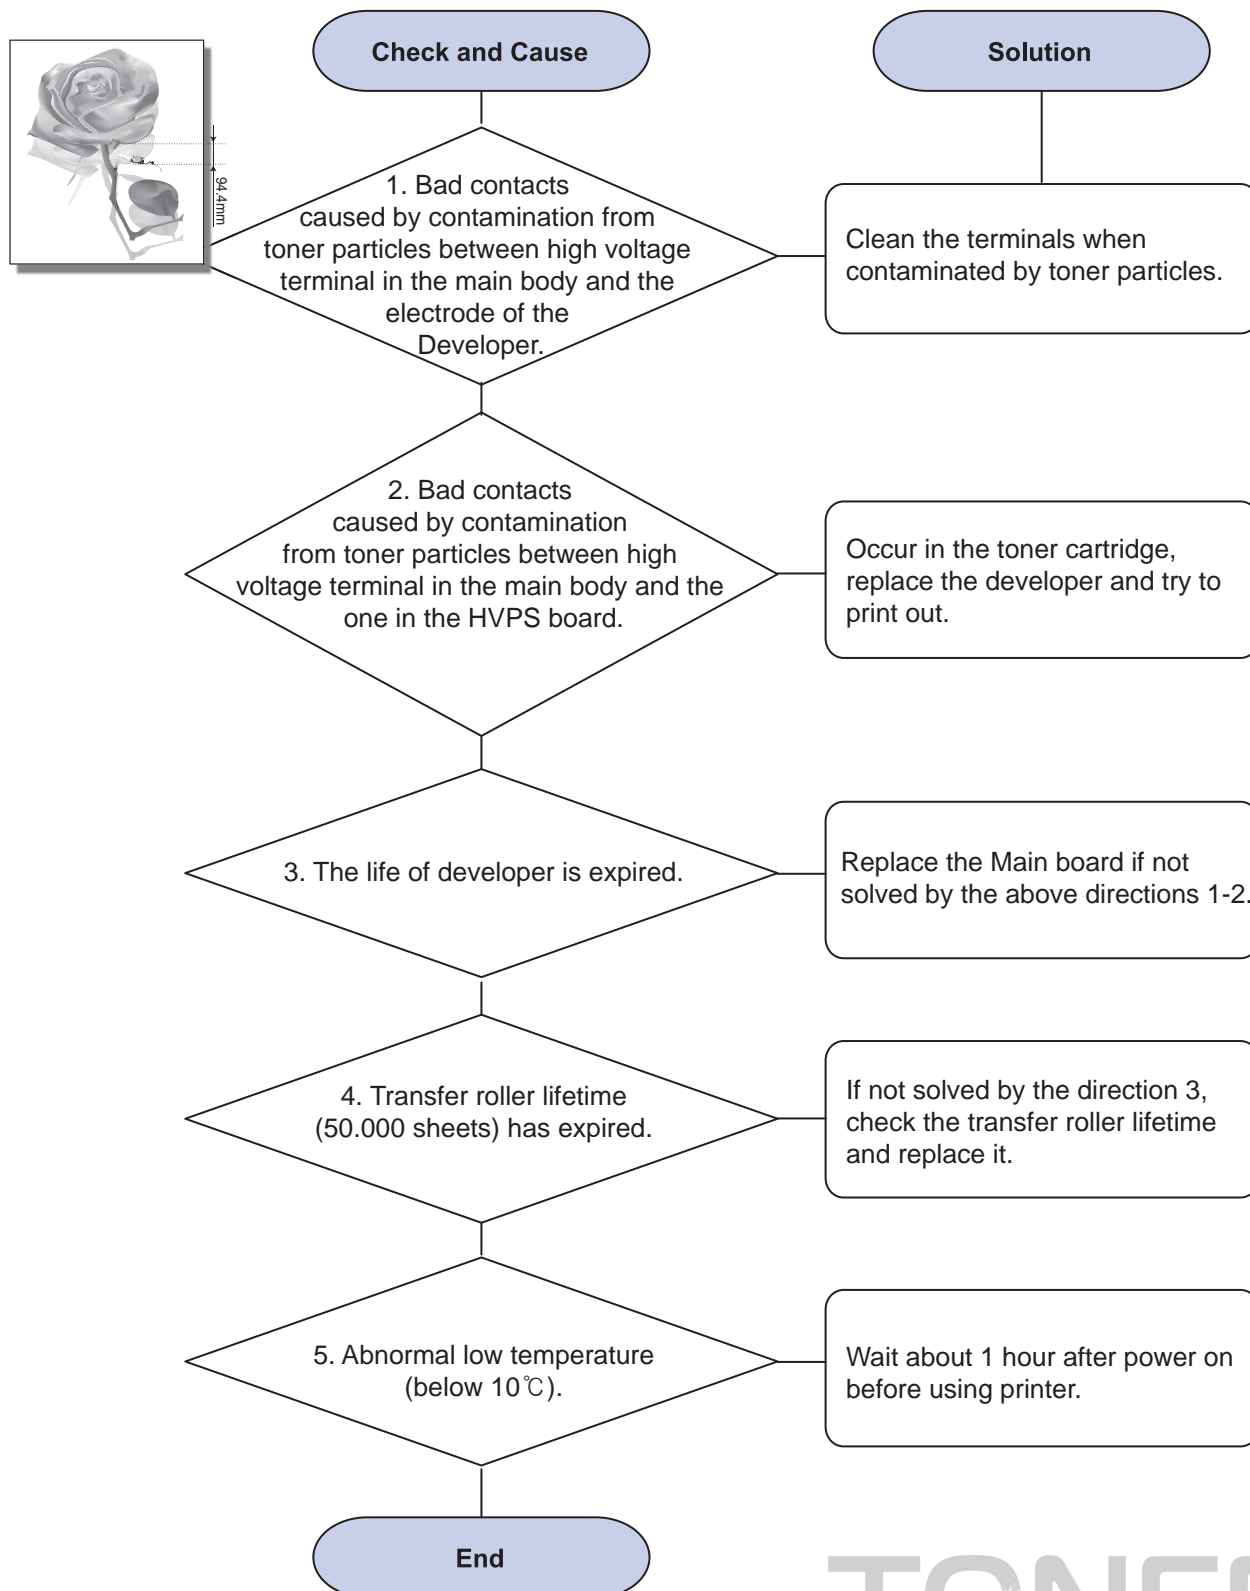 Check and Cause
Solution
94.4mm
1. Bad contacts
caused by contamination from
toner particles between high voltage
terminal in the main body and the
electrode of the
Developer.
Clean the terminals when
contaminated by toner particles.
2. Bad contacts
caused by contamination
from toner particles between high
voltage terminal in the main body and the
one in the HVPS board.
Occur in the toner cartridge,
replace the developer and try to
print out.
3. The life of developer is expired.
Replace the Main board if not
solved by the above directions 1-2.
4. Transfer roller lifetime
(50.000 sheets) has expired.
If not solved by the direction 3,
check the transfer roller lifetime
and replace it.
5. Abnormal low temperature
(below 10℃).
Wait about 1 hour after power on
before using printer.
End